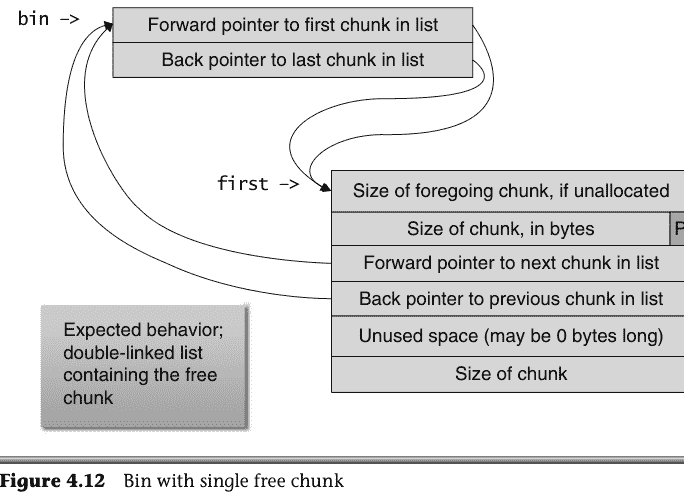 bin –>
Forward pointer to first chunk in list
Back pointer to last chunk in list
first –>
Size of foregoing chunk, if unallocated
Size of chunk, in bytes
P
Forward pointer to next chunk in list
Back pointer to previous chunk in list
Unused space (may be 0 bytes long)
Size of chunk
Expected behavior;
double-linked list
containing the free
chunk
Figure 4.12 Bin with single free chunk